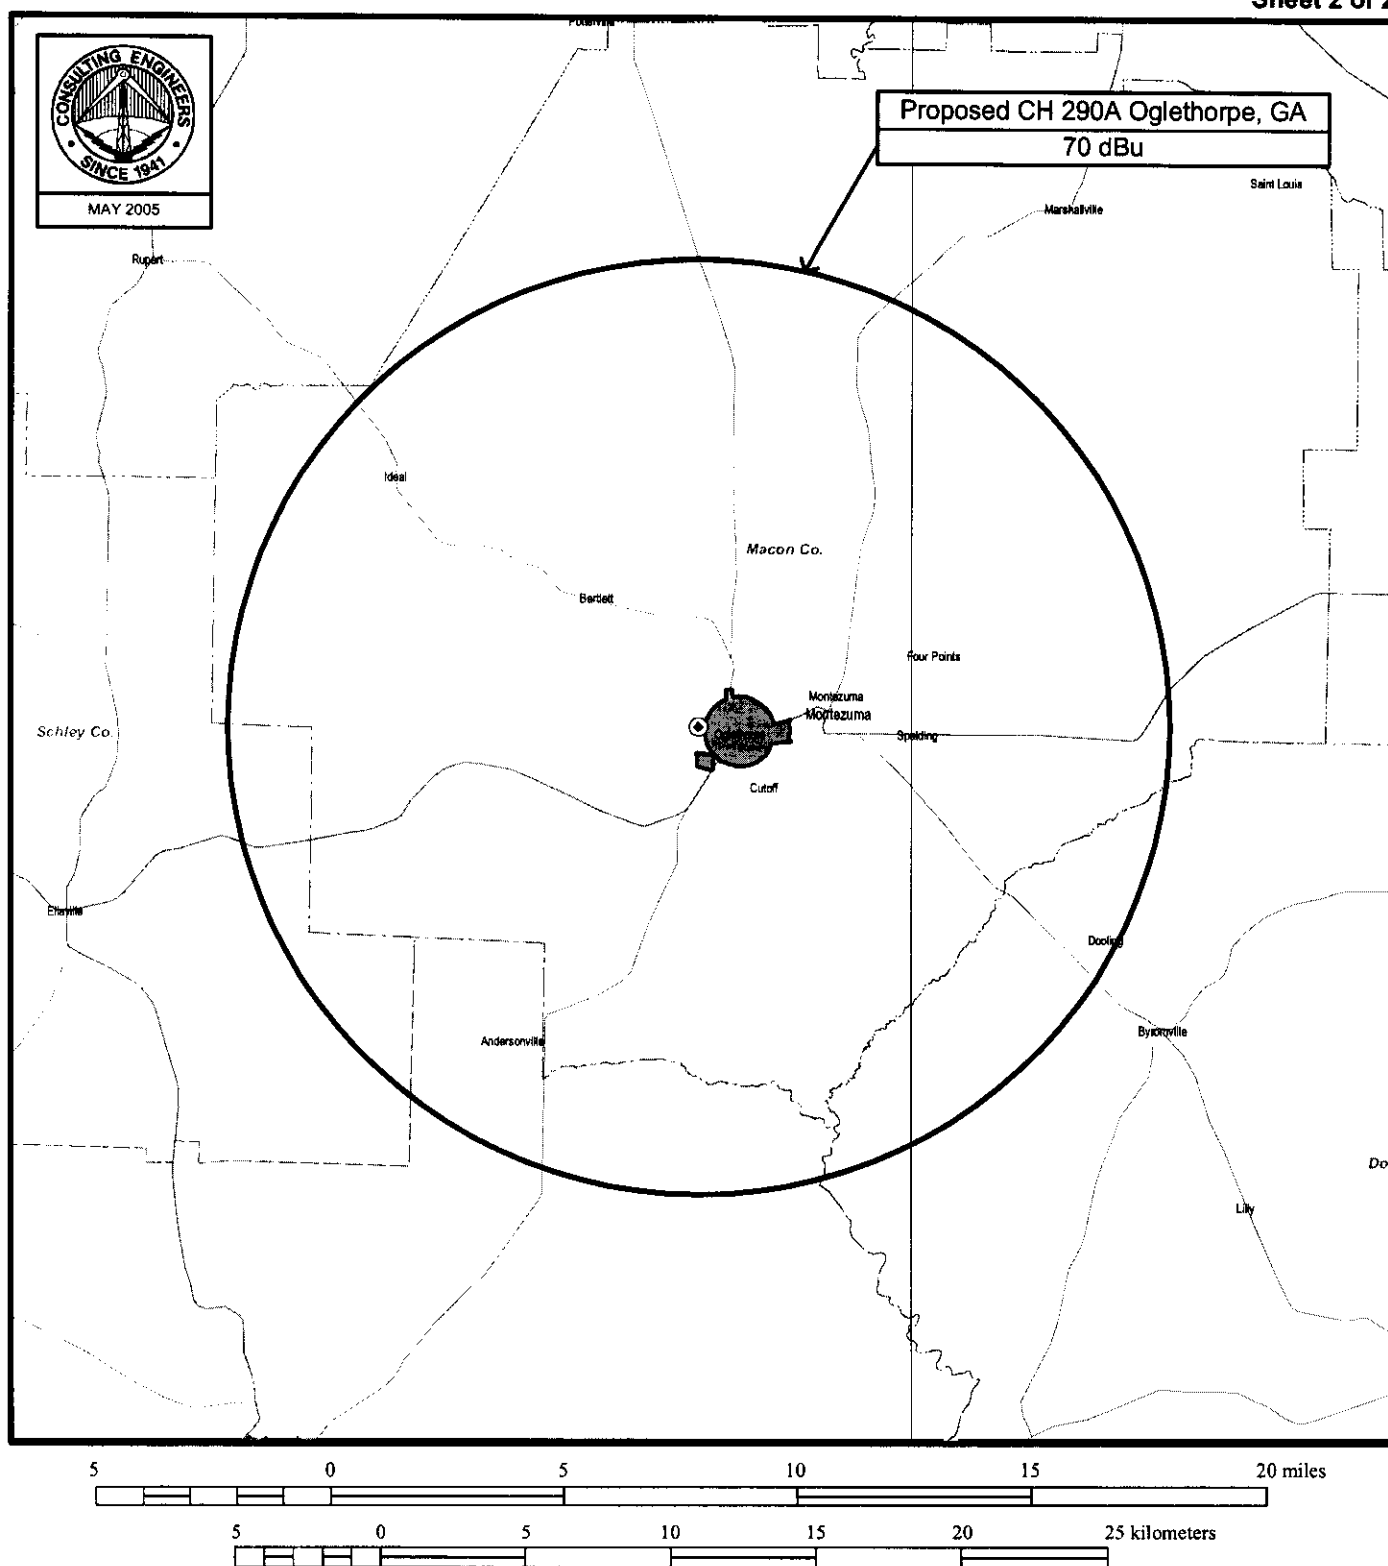 Sheet 2 of 2
CONSULTING ENGINEERS
SINCE 1941
MAY 2005
Proposed CH 290A Oglethorpe, GA
70 dBu
Saint Louis
Marshallville
Rupert
Ideal
Macon Co.
Bartlett
Four Points
Montezuma
Montezuma
Schley Co.
Spalding
Cutoff
Ellaville
Dooling
Andersonville
Byromville
Do
Lilly
5 0 5 10 15 20 miles
5 0 5 10 15 20 25 kilometers